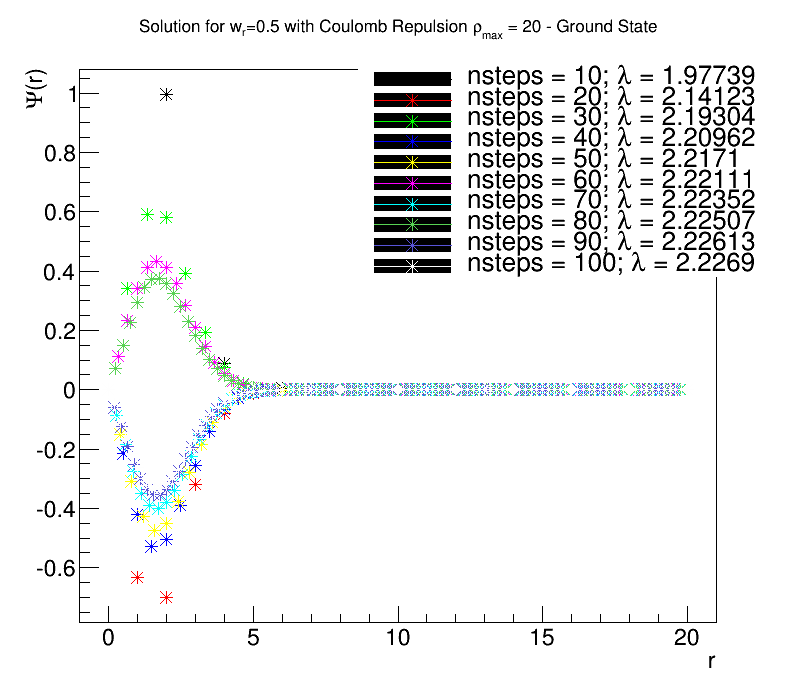 Solution for wr=0.5 with Coulomb Repulsion ρmax = 20 - Ground State
Ψ(r)
nsteps = 10; λ = 1.97739
nsteps = 20; λ = 2.14123
nsteps = 30; λ = 2.19304
nsteps = 40; λ = 2.20962
nsteps = 50; λ = 2.2171
nsteps = 60; λ = 2.22111
nsteps = 70; λ = 2.22352
nsteps = 80; λ = 2.22507
nsteps = 90; λ = 2.22613
nsteps = 100; λ = 2.2269
1
0.8
0.6
0.4
0.2
0
-0.2
-0.4
-0.6
0 5 10 15 20
r